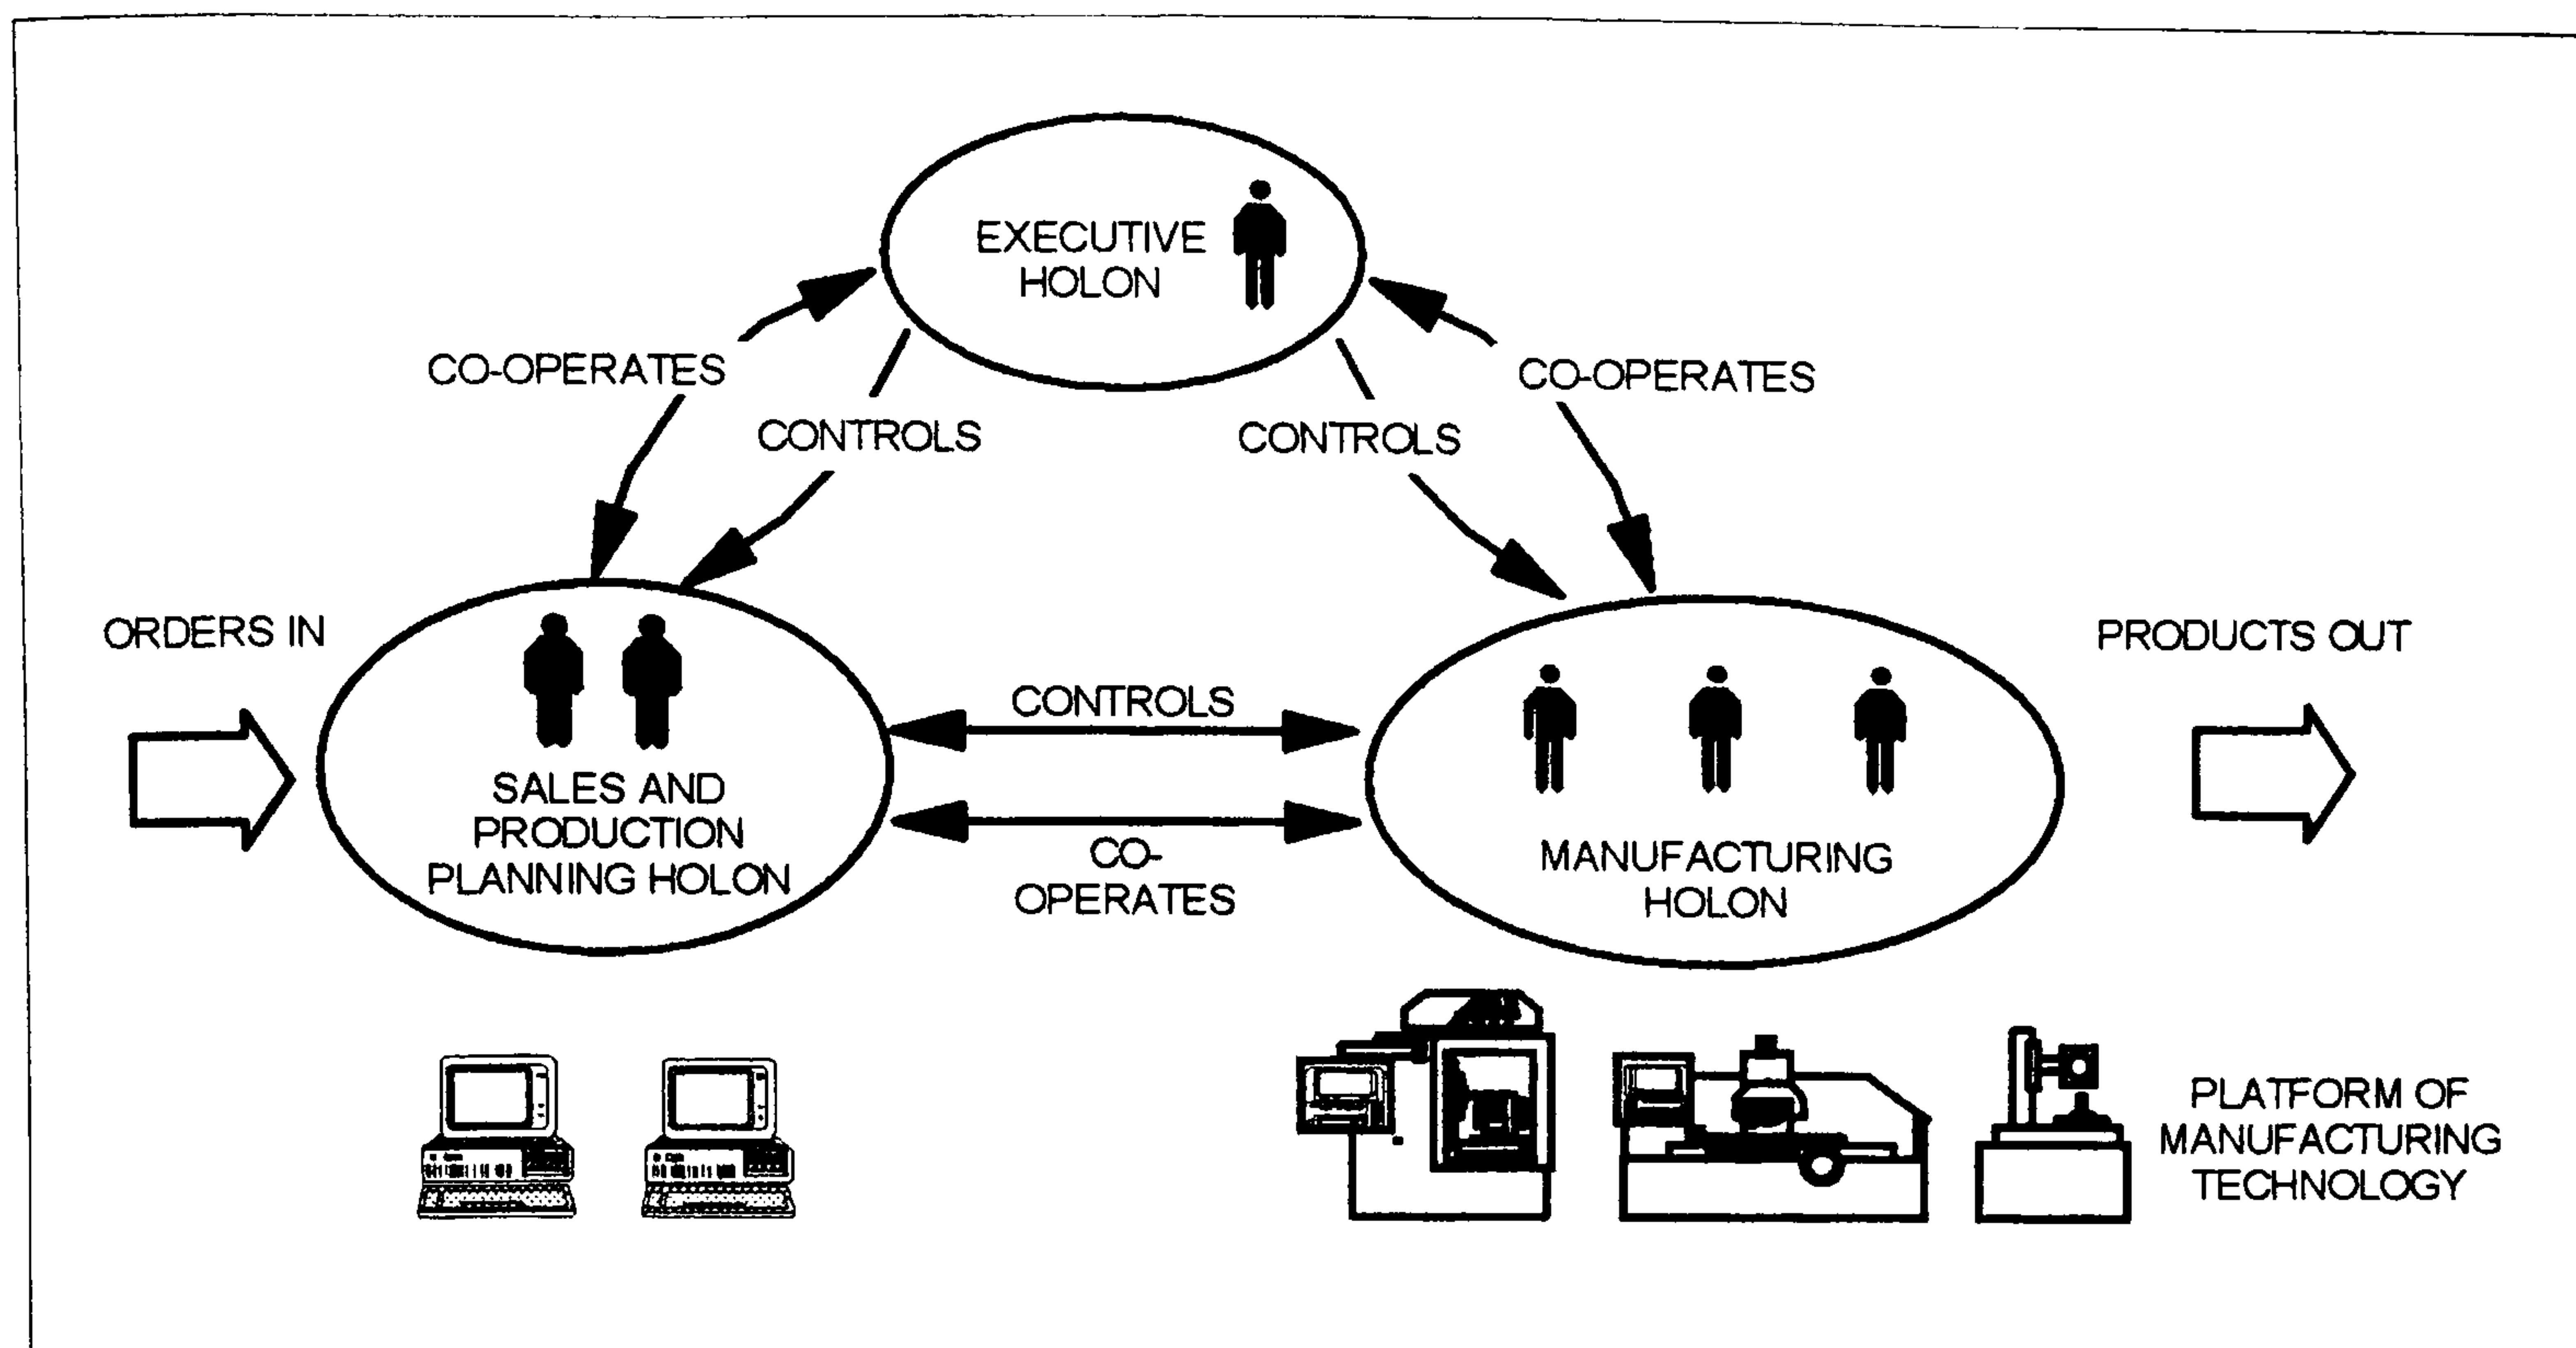 EXECUTIVE
HOLON
CO-OPERATES
CONTROLS
CONTROLS
CO-OPERATES
ORDERS IN
SALES AND
PRODUCTION
PLANNING HOLON
CONTROLS
CO-
OPERATES
MANUFACTURING
HOLON
PRODUCTS OUT
PLATFORM OF
MANUFACTURING
TECHNOLOGY